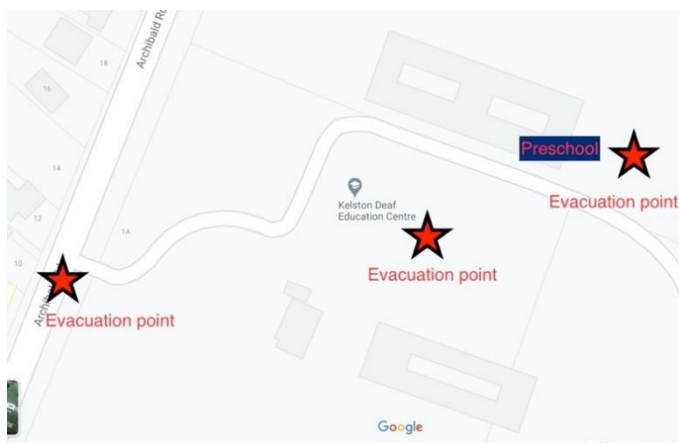 Archibald Ro
18
16
14
12
10
1A
Preschool
Evacuation point
Kelston Deaf
Education Centre
Evacuation point
Evacuation point
Google